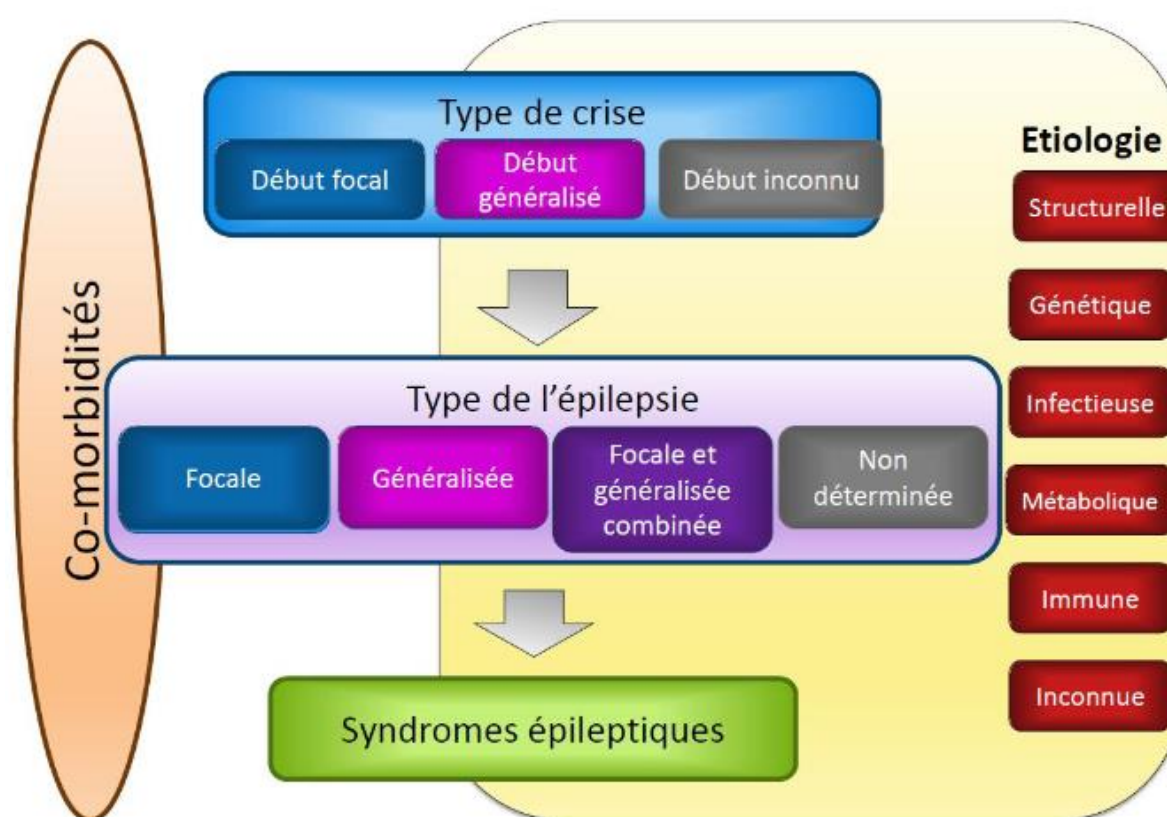 Co-morbidités
Type de crise
Début focal
Début
généralisé
Début inconnu
Type de l'épilepsie
Focale
Généralisée
Focale et
généralisée
combinée
Non
déterminée
Syndromes épileptiques
Etiologie
Structurelle
Génétique
Infectieuse
Métabolique
Immune
Inconnue